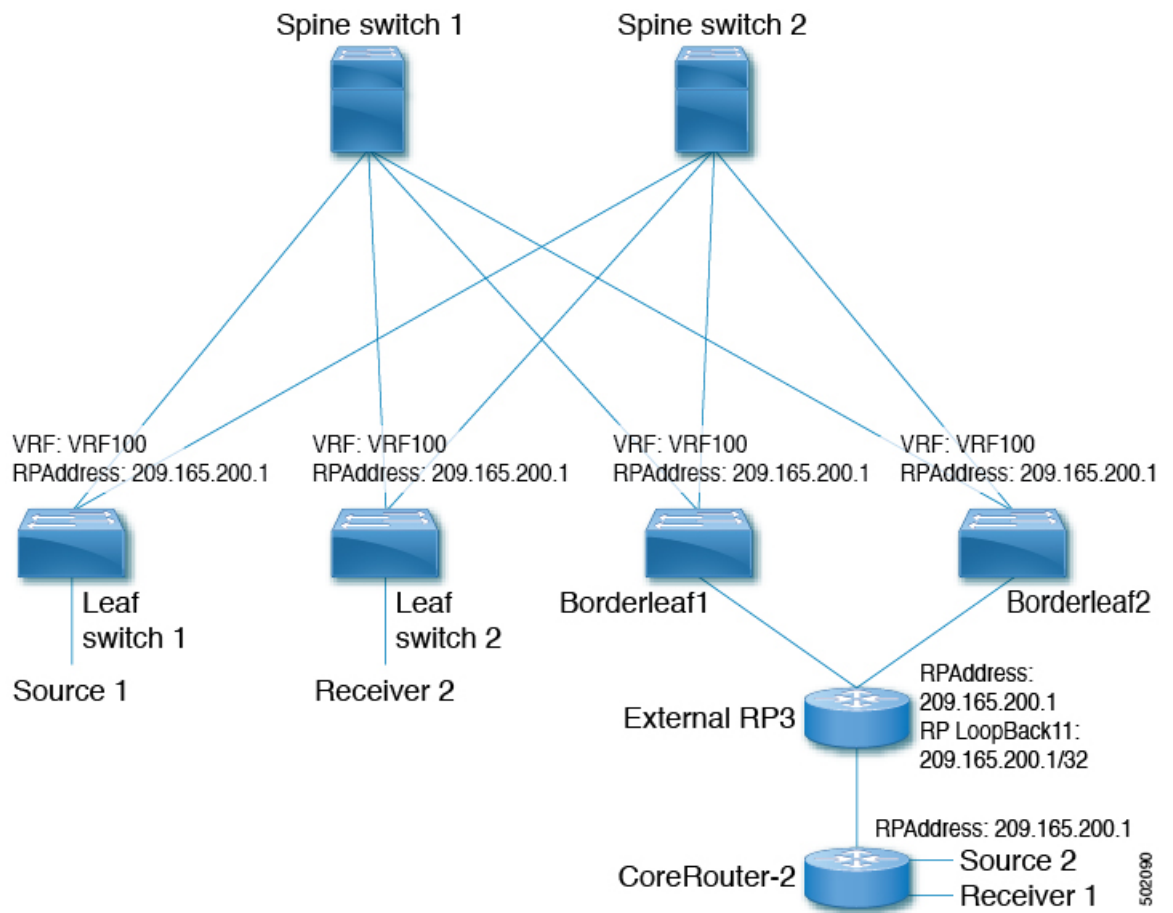 Spine switch 1
Spine switch 2
VRF: VRF100
RPAddress: 209.165.200.1
VRF: VRF100
RPAddress: 209.165.200.1
VRF: VRF100
RPAddress: 209.165.200.1
VRF: VRF100
RPAddress: 209.165.200.1
Leaf
switch 1
Leaf
switch 2
Borderleaf1
Borderleaf2
Source 1
Receiver 2
External RP3
RPAddress:
209.165.200.1
RP LoopBack11:
209.165.200.1/32
RPAddress: 209.165.200.1
CoreRouter-2
Source 2
Receiver 1
502090